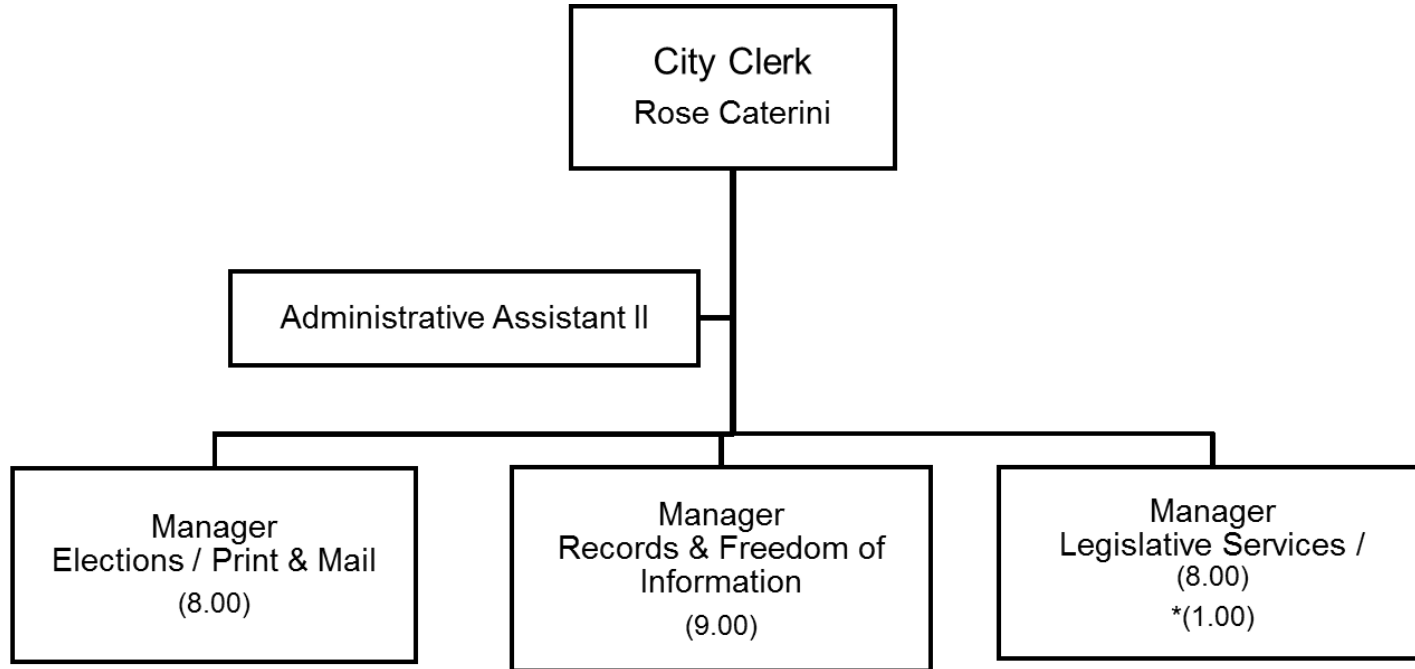 City Clerk
Rose Caterini
Administrative Assistant II
Manager
Elections / Print & Mail
(8.00)
Manager
Records & Freedom of
Information
(9.00)
Manager
Legislative Services /
(8.00)
*(1.00)